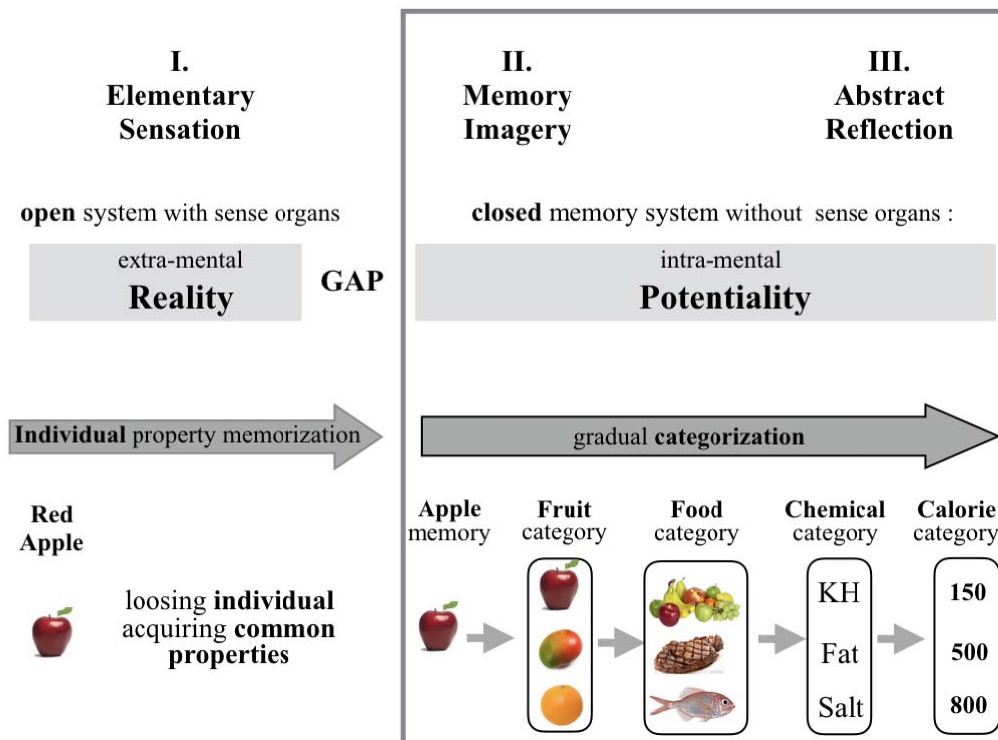 I.
Elementary
Sensation
II.
Memory
Imagery
III.
Abstract
Reflection
open system with sense organs
closed memory system without sense organs :
extra-mental
Reality
GAP
intra-mental
Potentiality
Individual property memorization
gradual categorization
Red
Apple
loosing individual
acquiring common
properties
Apple
memory
Fruit
category
Food
category
Chemical
category
Calorie
category
KH
Fat
Salt
150
500
800